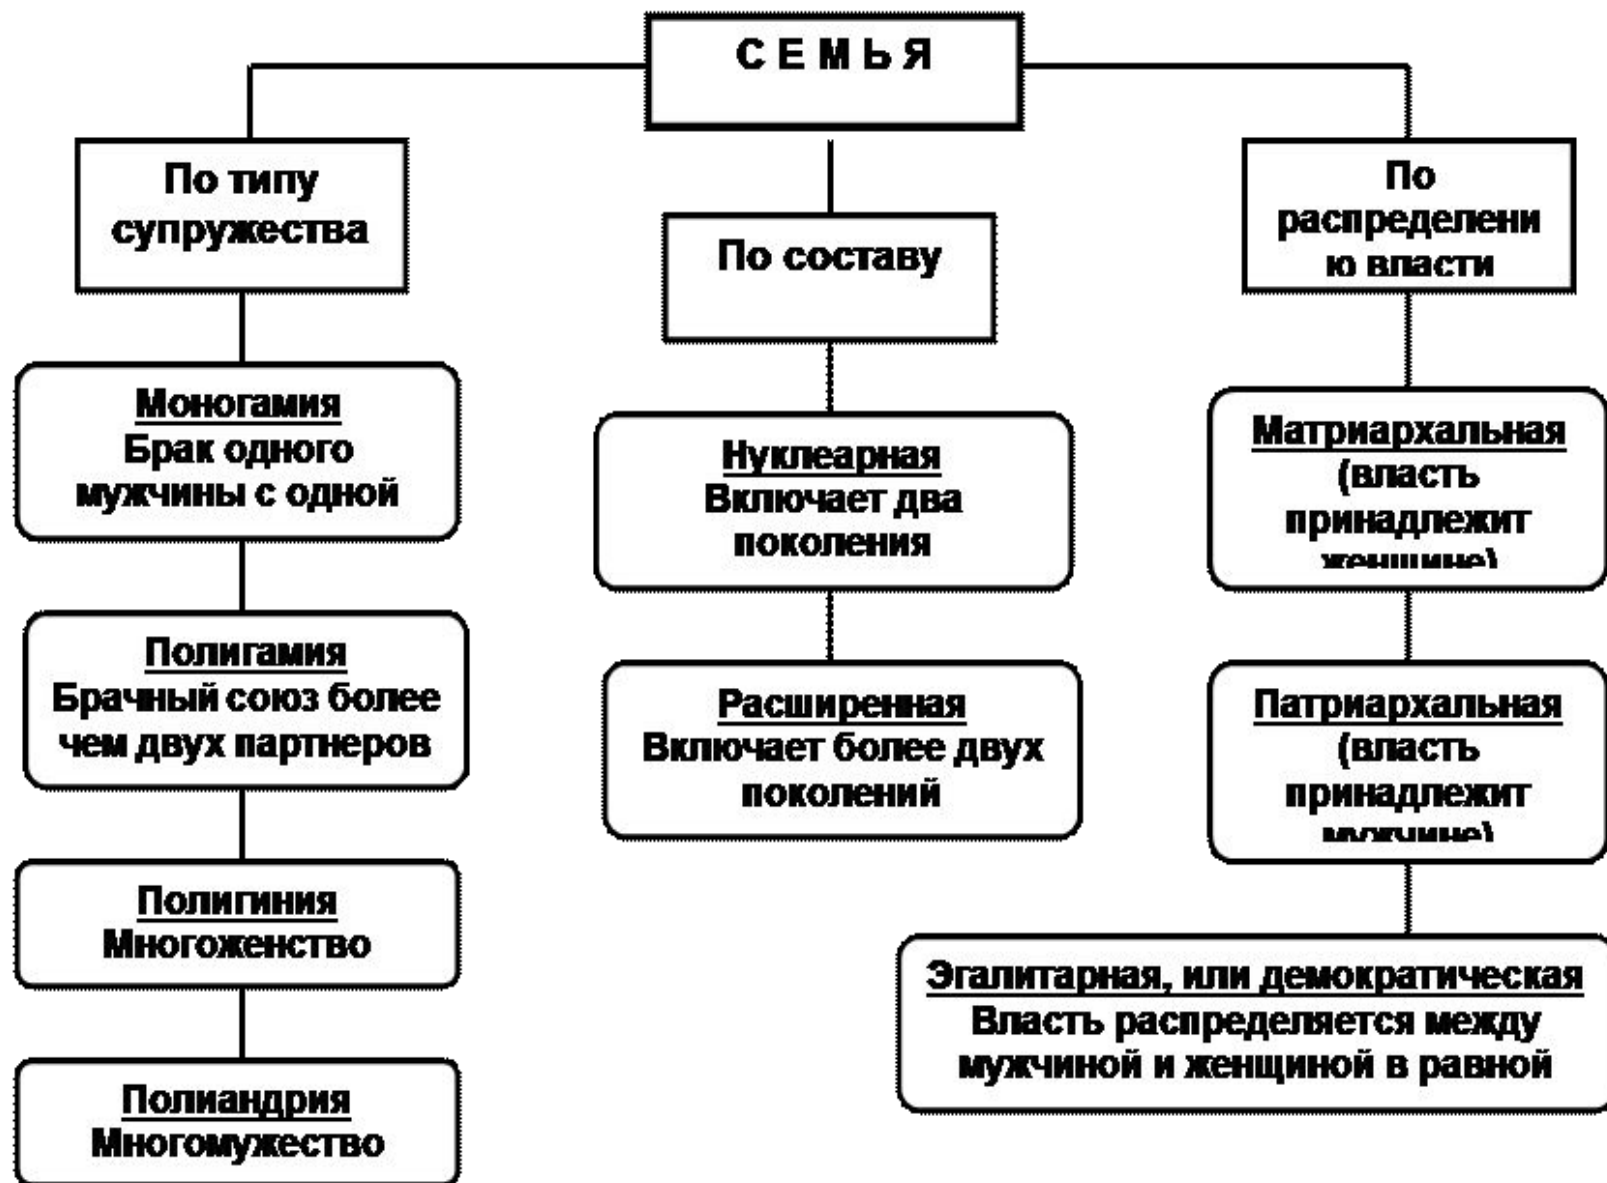 С Е М Ь Я
По типу
супружества
По составу
По
распределени
ю власти
Моногамия
Брак одного
мужчины с одной
Полигамия
Брачный союз более
чем двух партнеров
Полигиния
Многоженство
Полиандрия
Многомужество
Нуклеарная
Включает два
поколения
Расширенная
Включает более двух
поколений
Матриархальная
(власть
принадлежит
женщине)
Патриархальная
(власть
принадлежит
мужчине)
Эгалитарная, или демократическая
Власть распределяется между
мужчиной и женщиной в равной